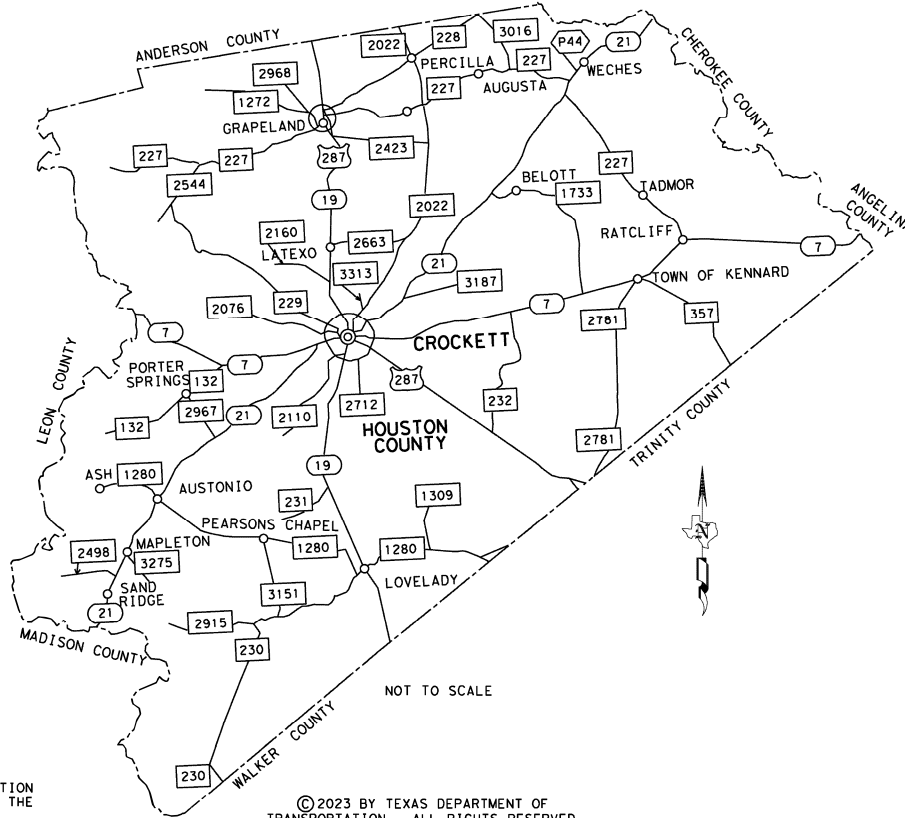 ANDERSON COUNTY
2022
228
3016
P44
21
CHEROKEE COUNTY
PERCILLA
227
WECHES
2968
227
AUGUSTA
1272
GRAPELAND
287
2423
227
227
227
2544
BELOTT
1733
TADMOR
19
2022
ANGELINA
COUNTY
2160
LATEXO
2663
RATCLIFF
7
3313
21
3187
TOWN OF KENNARD
2076
229
7
2781
357
7
CROCKETT
LEON COUNTY
PORTER
SPRINGS
132
7
287
2967
21
2110
2712
232
132
HOUSTON
COUNTY
2781
TRINITY COUNTY
19
ASH
1280
AUSTONIO
231
1309
N
PEARSONS CHAPEL
2498
MAPLETON
3275
1280
1280
SAND
RIDGE
LOVELADY
3151
21
2915
MADISON COUNTY
230
NOT TO SCALE
WALKER COUNTY
230
TION
THE
© 2023 BY TEXAS DEPARTMENT OF
TRANSPORTATION ALL RIGHTS RESERVED